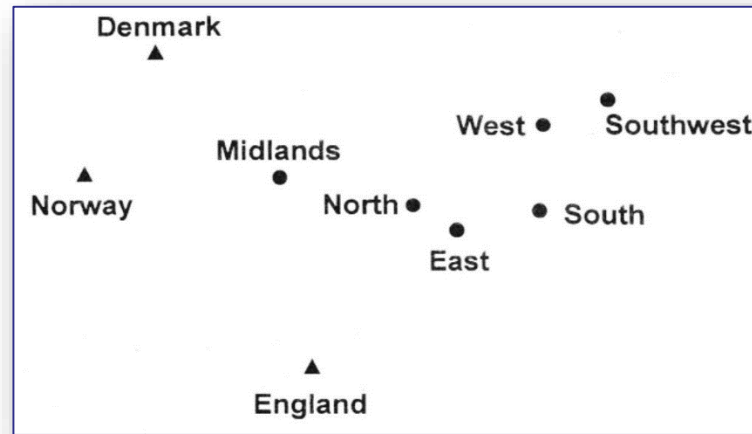 Denmark
West
Southwest
Midlands
Norway
North
South
East
England